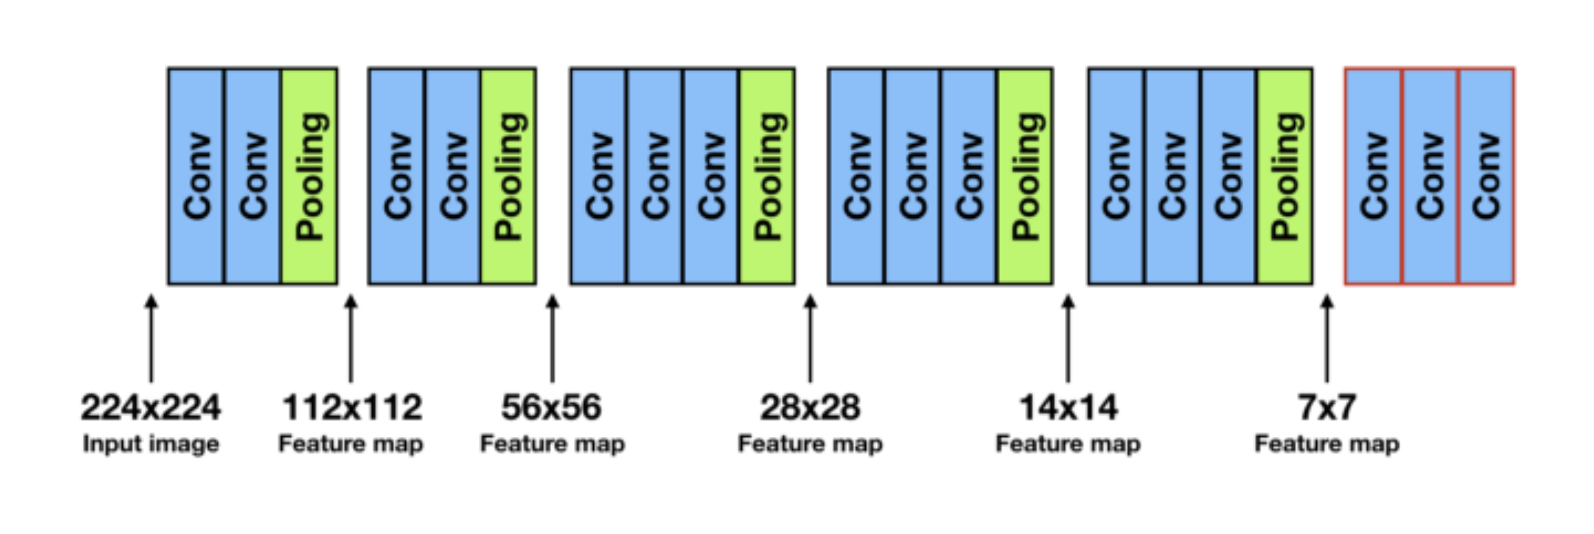 Conv
Conv
Pooling
Conv
Conv
Pooling
Conv
Conv
Conv
Pooling
Conv
Conv
Conv
Pooling
Conv
Conv
Conv
Pooling
Conv
Conv
Conv
224x224
Input image
112x112
Feature map
56x56
Feature map
28x28
Feature map
14x14
Feature map
7x7
Feature map